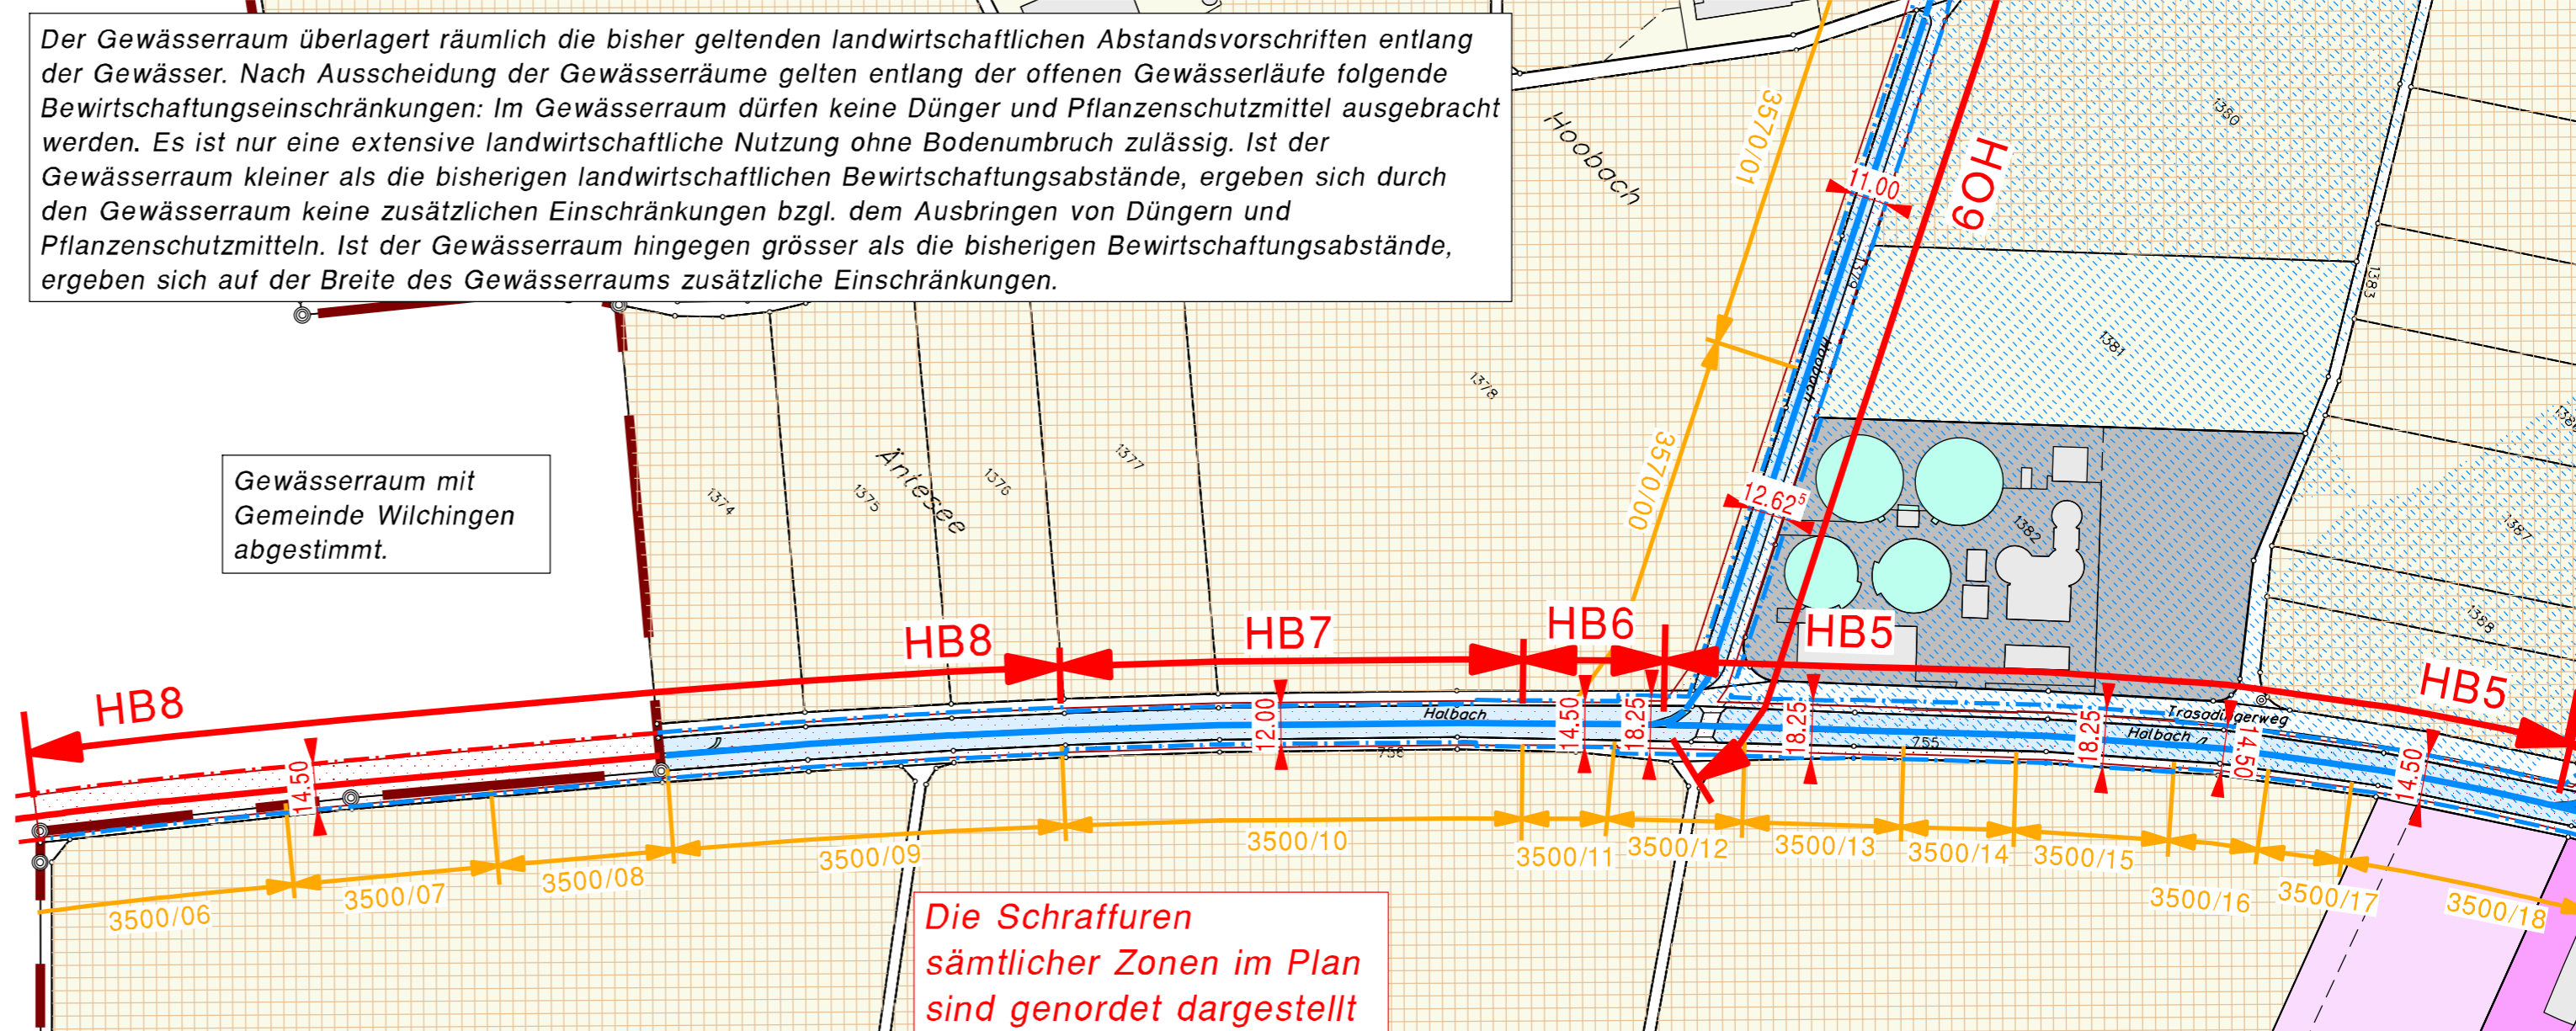 Der Gewässerraum überlagert räumlich die bisher geltenden landwirtschaftlichen Abstandsvorschriften entlang
der Gewässer. Nach Ausscheidung der Gewässerräume gelten entlang der offenen Gewässerläufe folgende
Bewirtschaftungseinschränkungen: Im Gewässerraum dürfen keine Dünger und Pflanzenschutzmittel ausgebracht
werden. Es ist nur eine extensive landwirtschaftliche Nutzung ohne Bodenumbruch zulässig. Ist der
Gewässerraum kleiner als die bisherigen landwirtschaftlichen Bewirtschaftungsabstände, ergeben sich durch
den Gewässerraum keine zusätzlichen Einschränkungen bzgl. dem Ausbringen von Düngern und
Pflanzenschutzmitteln. Ist der Gewässerraum hingegen grösser als die bisherigen Bewirtschaftungsabstände,
ergeben sich auf der Breite des Gewässerraums zusätzliche Einschränkungen.
Hoobach
3570/01
11.00
HO9
1380
1379
1383
1381
Hoobach
1378
Gewässerraum mit
Gemeinde Wilchingen
abgestimmt.
1374
1375
Äntesee
1376
1377
3570/00
12.62⁵
1382
1387
1388
HB8
HB8
HB7
HB6
HB5
HB5
14.50
12.00
Halbach
756
14.50
18.25
18.25
755
18.25
Trasadingerweg
Halbach
14.50
14.50
3500/06
3500/07
3500/08
3500/09
3500/10
3500/11
3500/12
3500/13
3500/14
3500/15
3500/16
3500/17
3500/18
Die Schraffuren
sämtlicher Zonen im Plan
sind genordet dargestellt